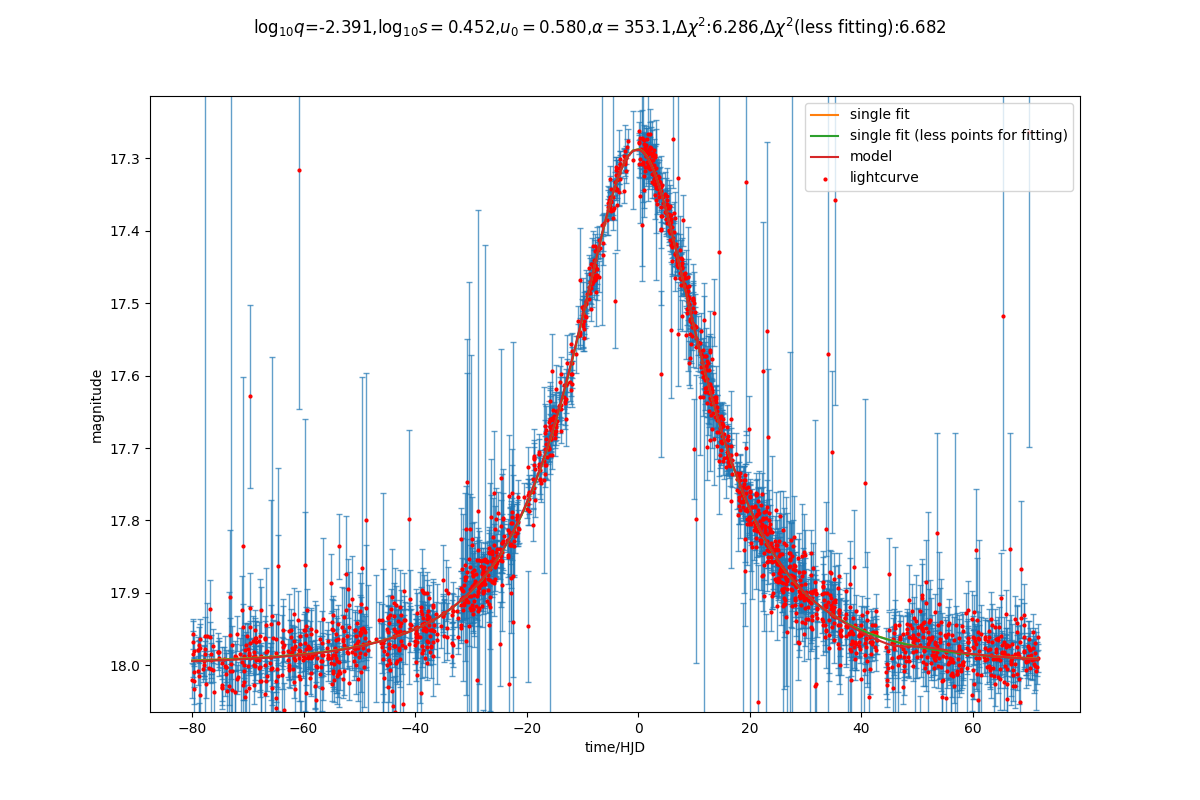 log₁₀q=-2.391,log₁₀s = 0.452,u₀ = 0.580,α = 353.1,Δχ²:6.286,Δχ²(less fitting):6.682
single fit
single fit (less points for fitting)
model
lightcurve
17.3
17.4
17.5
17.6
17.7
17.8
17.9
18.0
magnitude
−80
−60
−40
−20
0
20
40
60
time/HJD